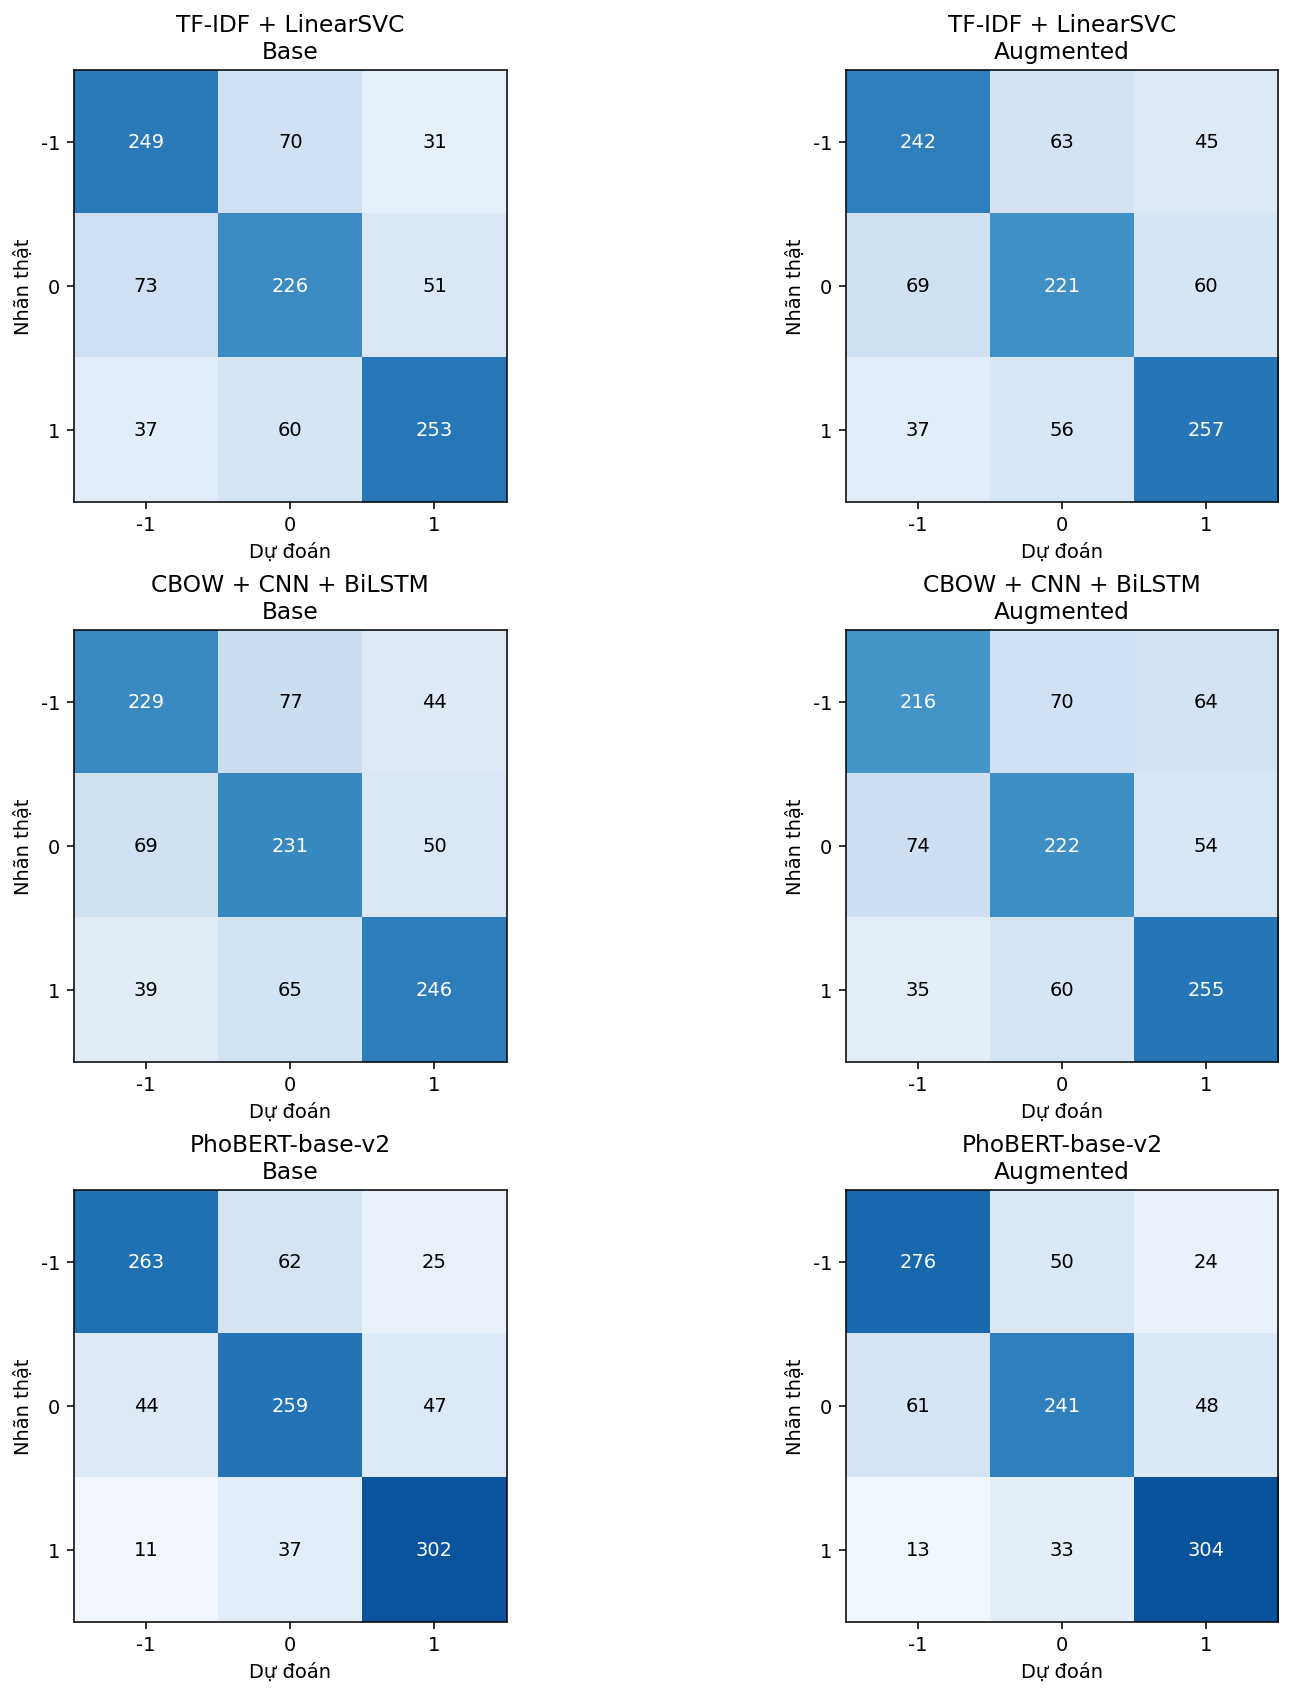 TF-IDF + LinearSVC
Base
-1 249 70 31
0 73 226 51
1 37 60 253
-1 0 1
Nhãn thật
Dự đoán
TF-IDF + LinearSVC
Augmented
-1 242 63 45
0 69 221 60
1 37 56 257
-1 0 1
Nhãn thật
Dự đoán
CBOW + CNN + BiLSTM
Base
-1 229 77 44
0 69 231 50
1 39 65 246
-1 0 1
Nhãn thật
Dự đoán
CBOW + CNN + BiLSTM
Augmented
-1 216 70 64
0 74 222 54
1 35 60 255
-1 0 1
Nhãn thật
Dự đoán
PhoBERT-base-v2
Base
-1 263 62 25
0 44 259 47
1 11 37 302
-1 0 1
Nhãn thật
Dự đoán
PhoBERT-base-v2
Augmented
-1 276 50 24
0 61 241 48
1 13 33 304
-1 0 1
Nhãn thật
Dự đoán